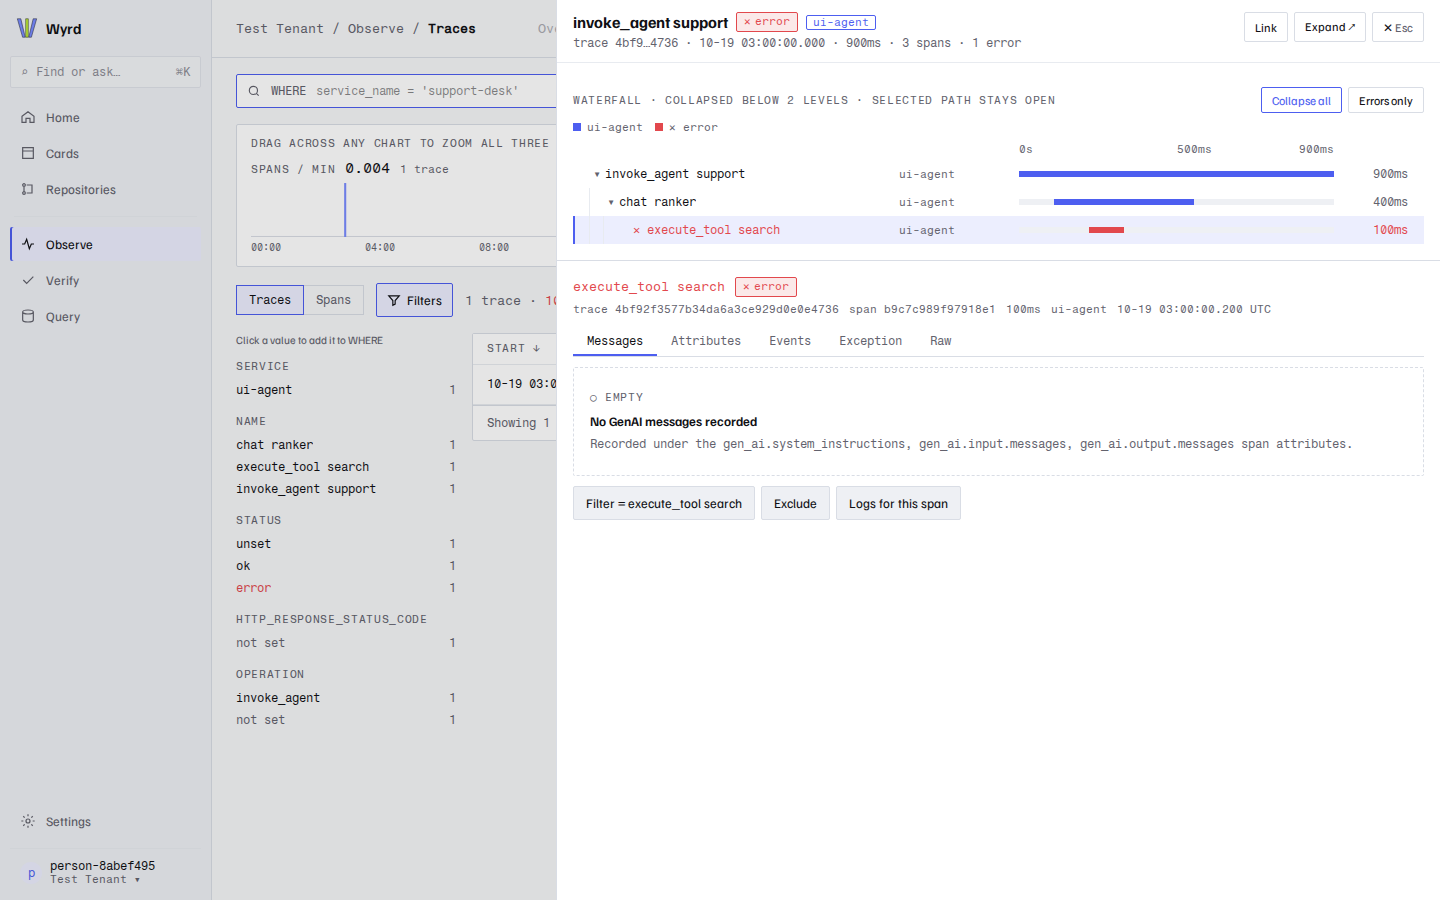 Wyrd
Find or ask… ⌘K
Home
Cards
Repositories
Observe
Verify
Query
Settings
p
person-8abef495
Test Tenant ▾
Test Tenant / Observe / Traces
WHERE service_name = 'support-desk'
DRAG ACROSS ANY CHART TO ZOOM ALL THREE
SPANS / MIN 0.004 1 trace
00:00 04:00 08:00
Traces Spans Filters 1 trace ·
Click a value to add it to WHERE
SERVICE
ui-agent 1
NAME
chat ranker 1
execute_tool search 1
invoke_agent support 1
STATUS
unset 1
ok 1
error 1
HTTP_RESPONSE_STATUS_CODE
not set 1
OPERATION
invoke_agent 1
not set 1
START ↓
10-19 03:0
Showing 1
invoke_agent support ✕ error ui-agent
trace 4bf9…4736 · 10-19 03:00:00.000 · 900ms · 3 spans · 1 error
Link Expand ↗ ✕ Esc
WATERFALL · COLLAPSED BELOW 2 LEVELS · SELECTED PATH STAYS OPEN
Collapse all Errors only
ui-agent ✕ error
0s 500ms 900ms
▾ invoke_agent support ui-agent 900ms
▾ chat ranker ui-agent 400ms
✕ execute_tool search ui-agent 100ms
execute_tool search ✕ error
trace 4bf92f3577b34da6a3ce929d0e0e4736 span b9c7c989f97918e1 100ms ui-agent 10-19 03:00:00.200 UTC
Messages Attributes Events Exception Raw
○ EMPTY
No GenAI messages recorded
Recorded under the gen_ai.system_instructions, gen_ai.input.messages, gen_ai.output.messages span attributes.
Filter = execute_tool search Exclude Logs for this span